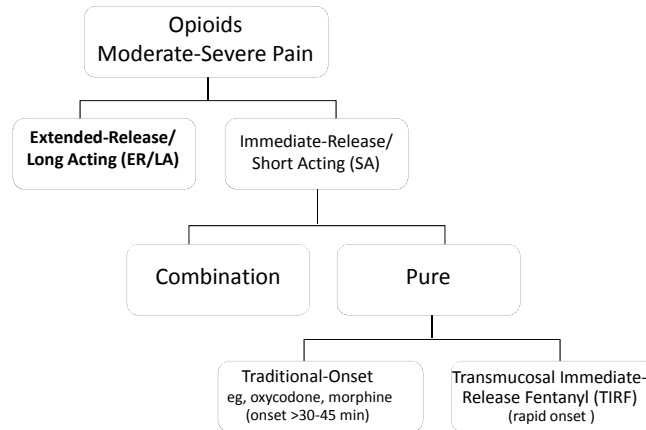 Opioids
Moderate-Severe Pain
Extended-Release/
Long Acting (ER/LA)
Immediate-Release/
Short Acting (SA)
Combination
Pure
Traditional-Onset
eg, oxycodone, morphine
(onset >30-45 min)
Transmucosal Immediate-
Release Fentanyl (TIRF)
(rapid onset )